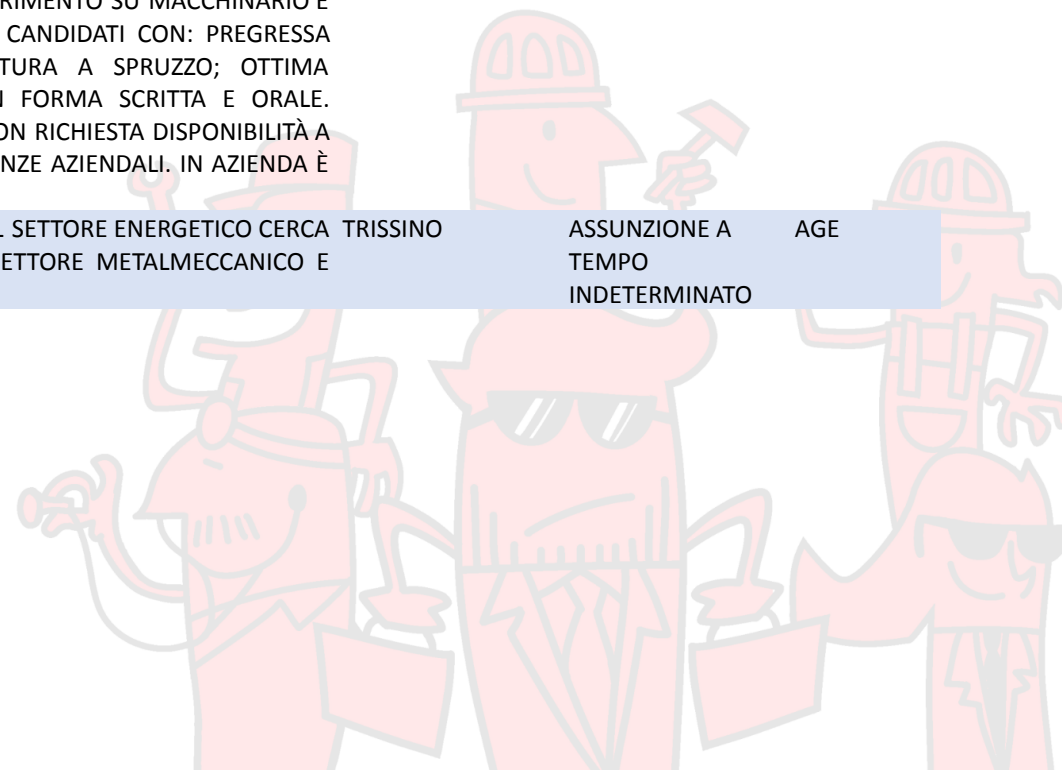 RIMENTO SU MACCHINARIO E
CANDIDATI CON: PREGRESSA
TURA A SPRUZZO; OTTIMA
N FORMA SCRITTA E ORALE.
ON RICHIESTA DISPONIBILITÀ A
NZE AZIENDALI. IN AZIENDA È
L SETTORE ENERGETICO CERCA TRISSINO ASSUNZIONE A AGE
ETTORE METALMECCANICO E TEMPO
INDETERMINATO